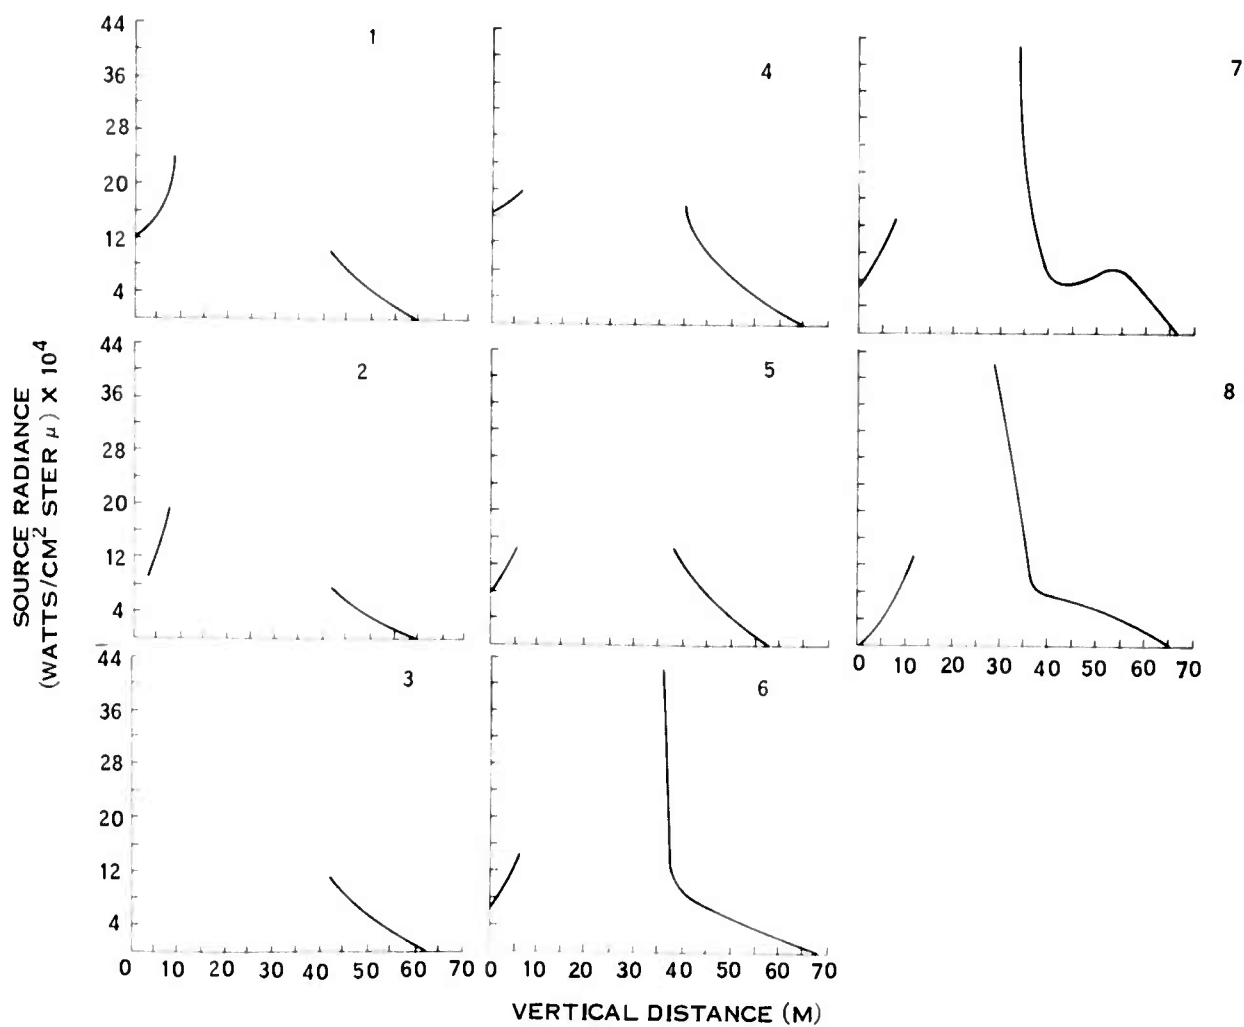 44 36 28 20 12 4
1
4
7
44 36 28 20 12 4
2
5
8
0 10 20 30 40 50 60 70
44 36 28 20 12 4
3
6
0 10 20 30 40 50 60 70
0 10 20 30 40 50 60 70
SOURCE RADIANCE
(WATTS/CM² STER μ) X 10⁴
VERTICAL DISTANCE (M)